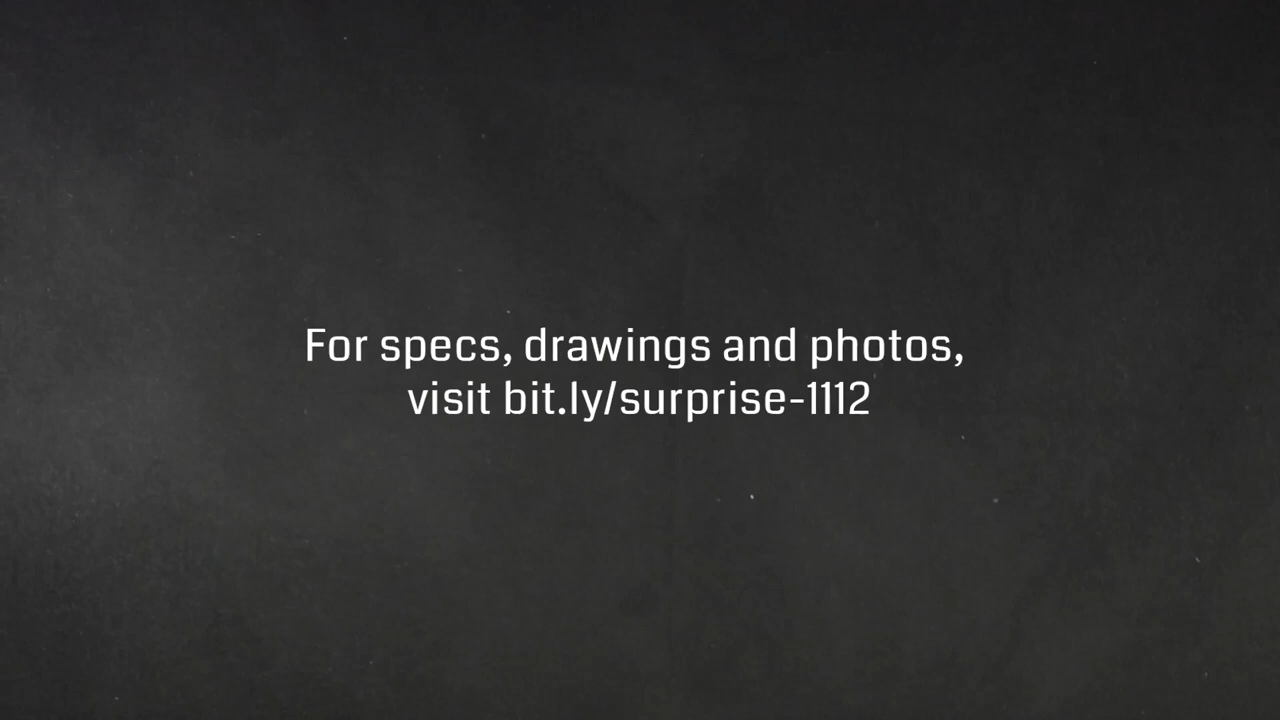 For specs, drawings and photos,
visit bit.ly/surprise-1112